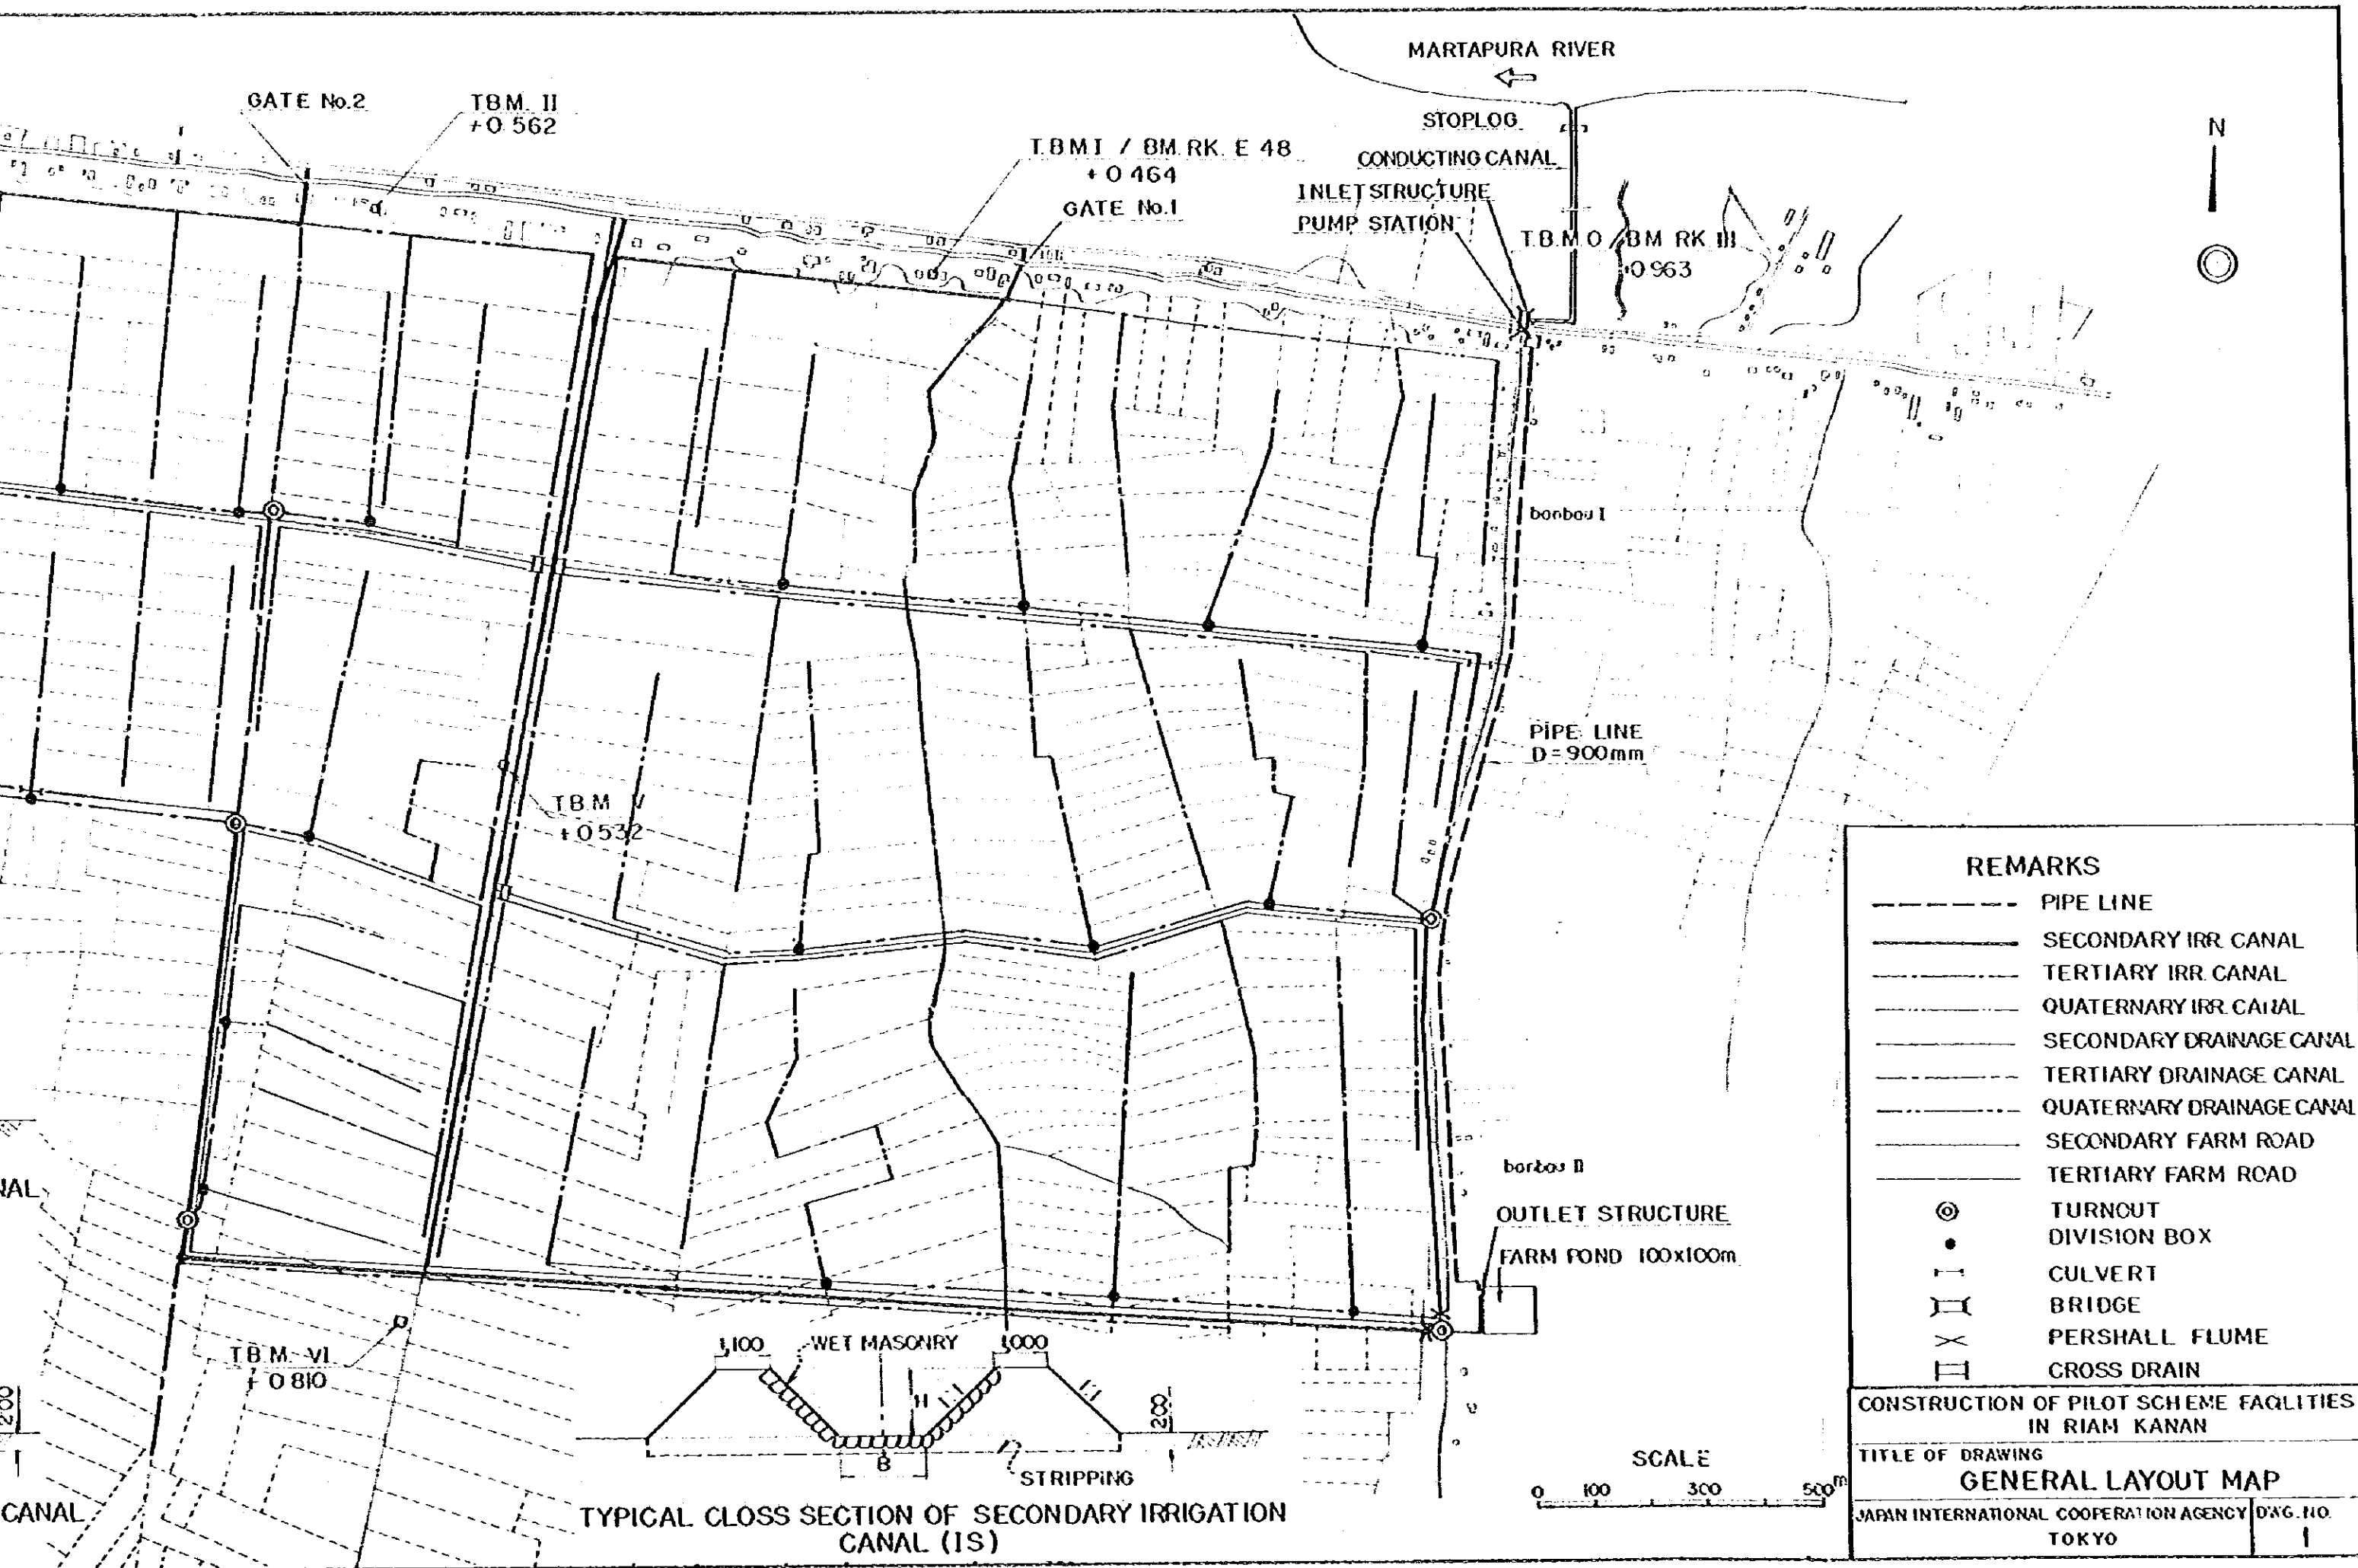 MARTAPURA RIVER
GATE No.2
T.B.M. II
+0.562
STOPLOG
T.B.M I / BM. RK. E 48
+0.464
CONDUCTING CANAL
INLET STRUCTURE
GATE No.1
PUMP STATION
T.B.M.O / BM RK III
+0.963
N
bonbou I
PIPE LINE
D=900mm
T.B.M V
+0.532
REMARKS
PIPE LINE
SECONDARY IRR. CANAL
TERTIARY IRR. CANAL
QUATERNARY IRR. CANAL
SECONDARY DRAINAGE CANAL
TERTIARY DRAINAGE CANAL
QUATERNARY DRAINAGE CANAL
SECONDARY FARM ROAD
TERTIARY FARM ROAD
TURNOUT
DIVISION BOX
CULVERT
BRIDGE
PERSHALL FLUME
CROSS DRAIN
bonbou II
OUTLET STRUCTURE
FARM POND 100x100m
NAL
T.B.M. VI
+0.810
200
CANAL
1,100
WET MASONRY
1,000
H
1:1
1:1
200
B
STRIPPING
TYPICAL CLOSS SECTION OF SECONDARY IRRIGATION
CANAL (IS)
SCALE
0 100 300 500m
CONSTRUCTION OF PILOT SCHEME FACILITIES
IN RIAM KANAN
TITLE OF DRAWING
GENERAL LAYOUT MAP
JAPAN INTERNATIONAL COOPERATION AGENCY
TOKYO
DWG. NO.
1